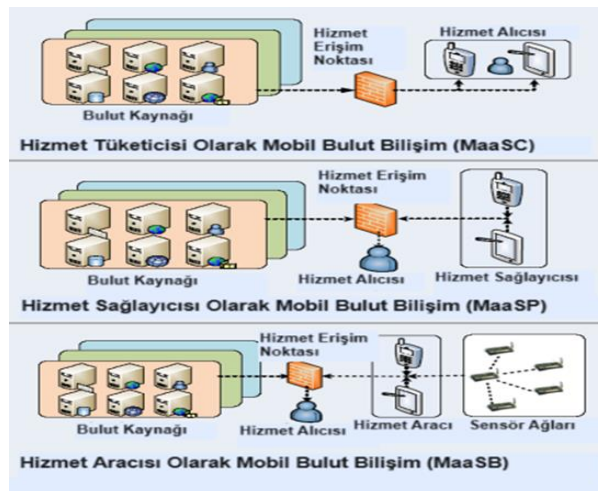 Hizmet
Erişim
Noktası
Hizmet Alıcısı
Bulut Kaynağı
Hizmet Tüketicisi Olarak Mobil Bulut Bilişim (MaaSC)
Hizmet Erişim
Noktası
Bulut Kaynağı
Hizmet Alıcısı
Hizmet Sağlayıcısı
Hizmet Sağlayıcısı Olarak Mobil Bulut Bilişim (MaaSP)
Hizmet Erişim
Noktası
Bulut Kaynağı
Hizmet Alıcısı
Hizmet Aracı
Sensör Ağları
Hizmet Aracısı Olarak Mobil Bulut Bilişim (MaaSB)